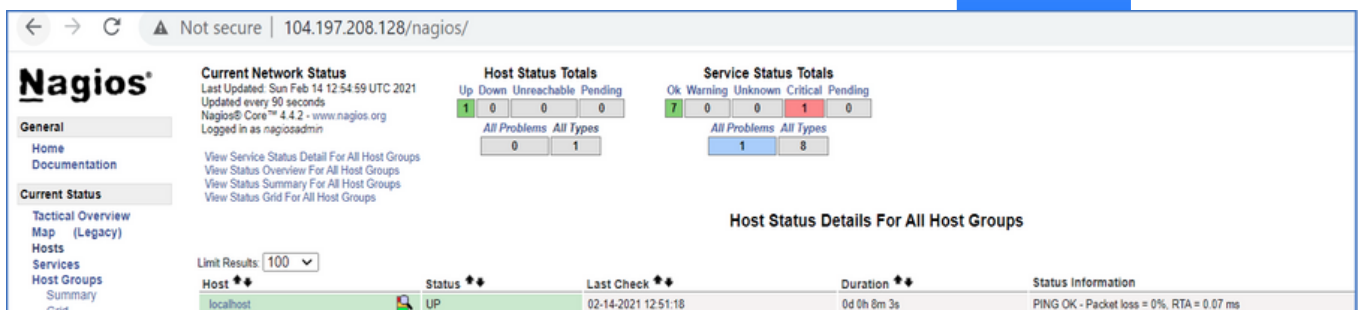 Not secure | 104.197.208.128/nagios/
Nagios®
General
Home
Documentation
Current Status
Tactical Overview
Map (Legacy)
Hosts
Services
Host Groups
Summary
Grid
Current Network Status
Last Updated: Sun Feb 14 12:54:59 UTC 2021
Updated every 90 seconds
Nagios® Core™ 4.4.2 - www.nagios.org
Logged in as nagiosadmin
View Service Status Detail For All Host Groups
View Status Overview For All Host Groups
View Status Summary For All Host Groups
View Status Grid For All Host Groups
Host Status Totals
Up Down Unreachable Pending
1 0 0 0
All Problems All Types
0 1
Service Status Totals
Ok Warning Unknown Critical Pending
7 0 0 1 0
All Problems All Types
1 8
Host Status Details For All Host Groups
Limit Results: 100
Host Status Last Check Duration Status Information
localhost UP 02-14-2021 12:51:18 0d 0h 8m 3s PING OK - Packet loss = 0%, RTA = 0.07 ms